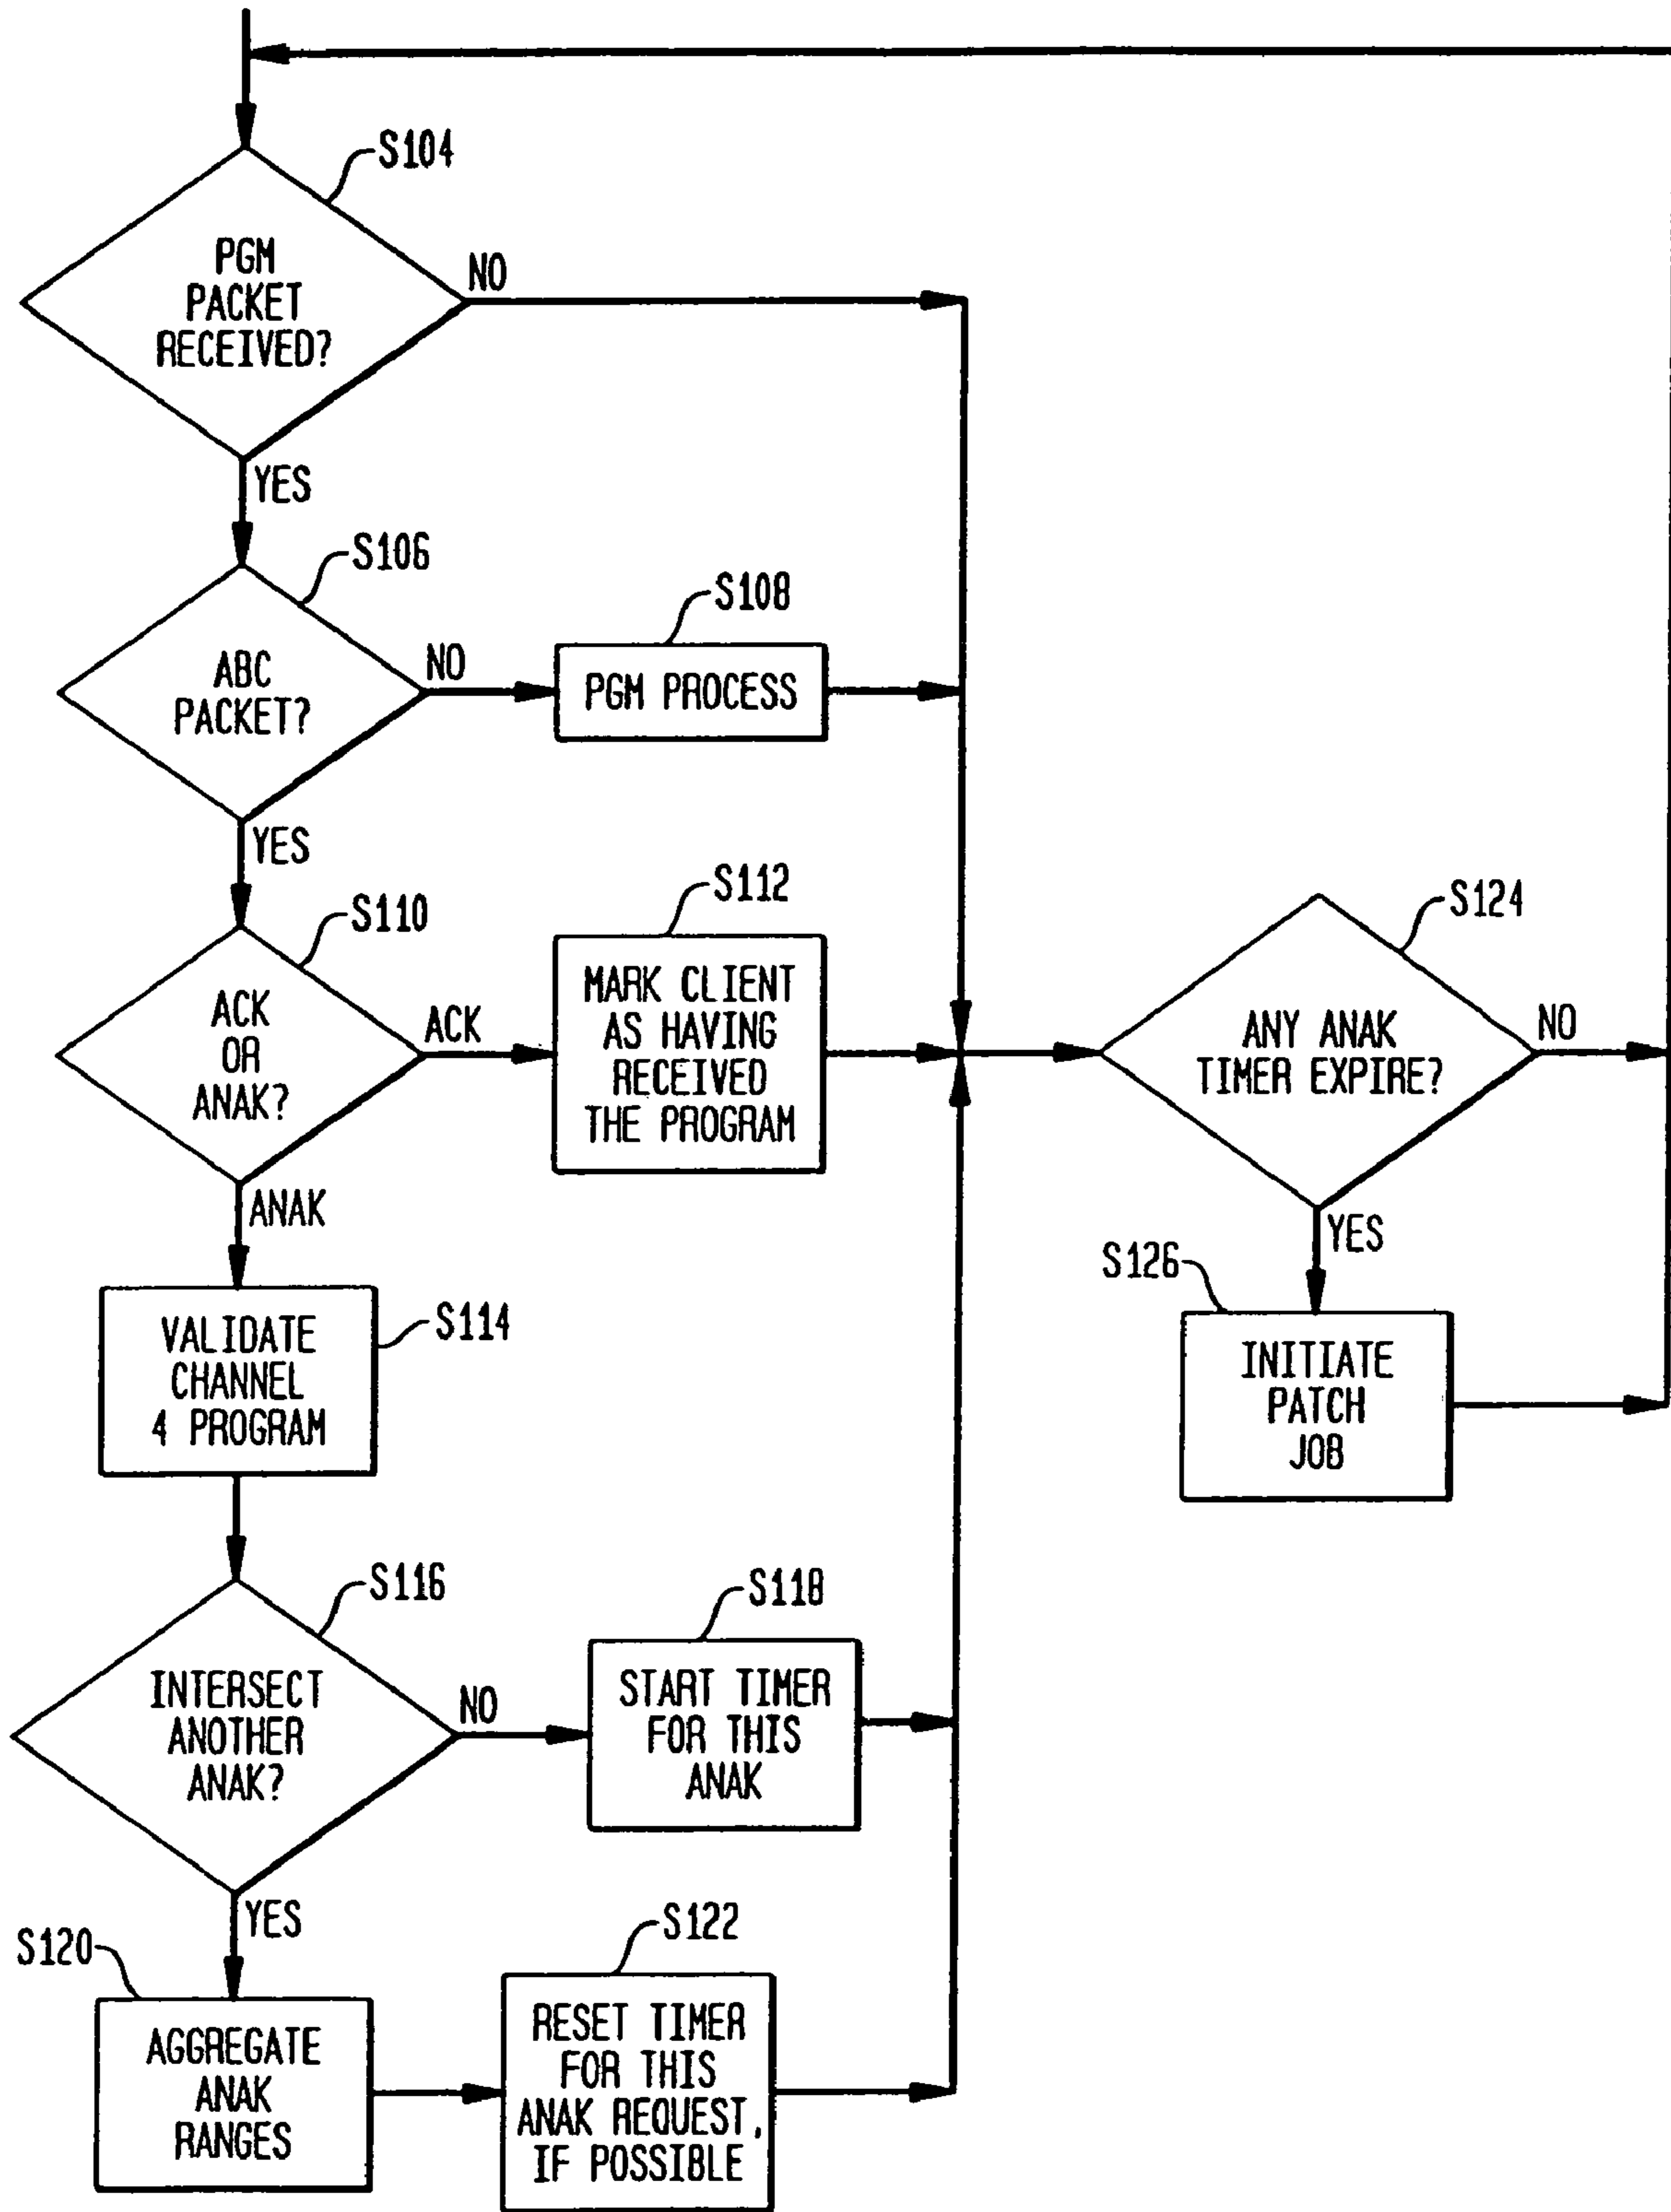 S104
PGM
PACKET
RECEIVED?
NO
YES
S106
ABC
PACKET?
NO
S108
PGM PROCESS
YES
S110
ACK
OR
ANAK?
ACK
S112
MARK CLIENT
AS HAVING
RECEIVED
THE PROGRAM
S124
ANY ANAK
TIMER EXPIRE?
NO
YES
S126
INITIATE
PATCH
JOB
ANAK
S114
VALIDATE
CHANNEL
4 PROGRAM
S116
INTERSECT
ANOTHER
ANAK?
NO
S118
START TIMER
FOR THIS
ANAK
YES
S120
AGGREGATE
ANAK
RANGES
S122
RESET TIMER
FOR THIS
ANAK REQUEST,
IF POSSIBLE